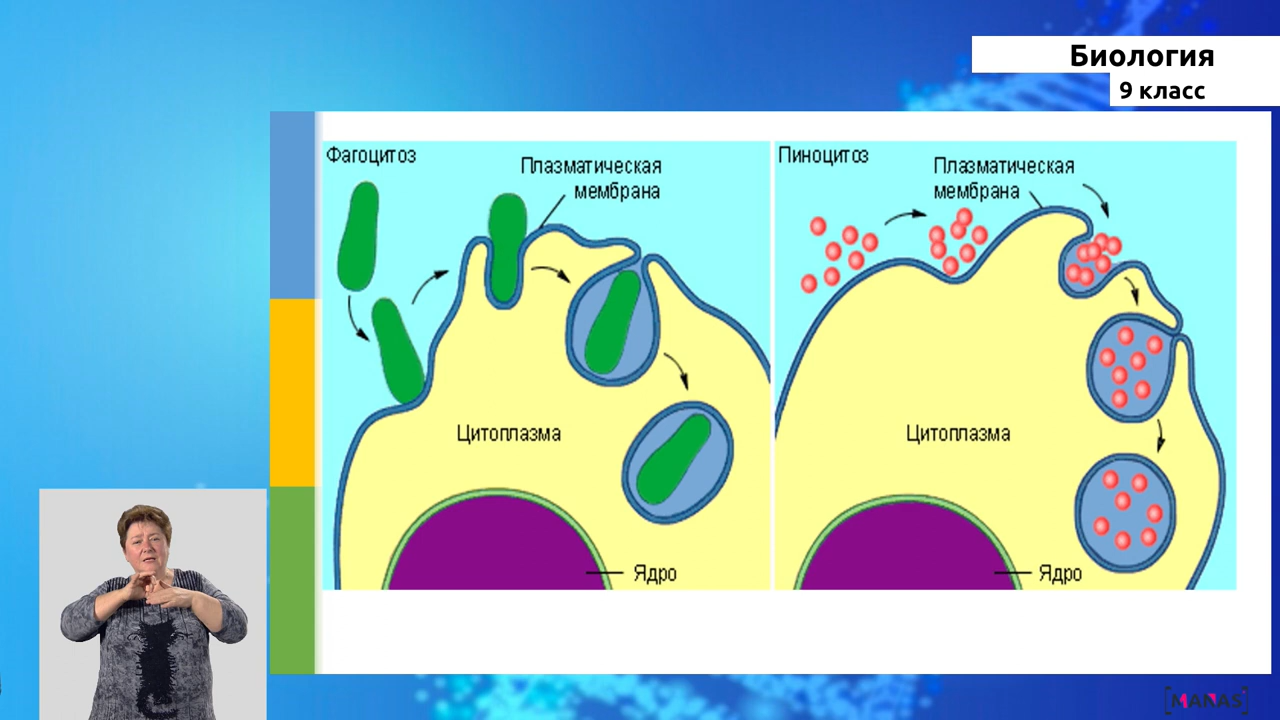 Биология
9 класс
Фагоцитоз
Плазматическая
мембрана
Цитоплазма
Ядро
Пиноцитоз
Плазматическая
мембрана
Цитоплазма
Ядро
[MANAS]